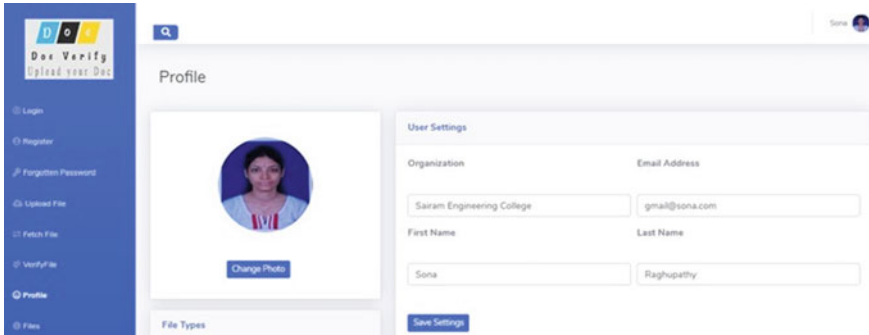 Doc
Doc Verify
Upload your Doc
Login
Register
Forgotten Password
Upload File
Fetch File
VerifyFile
Profile
Files
Sona
Profile
Change Photo
File Types
User Settings
Organization
Email Address
Sairam Engineering College
gmail@sona.com
First Name
Last Name
Sona
Raghupathy
Save Settings